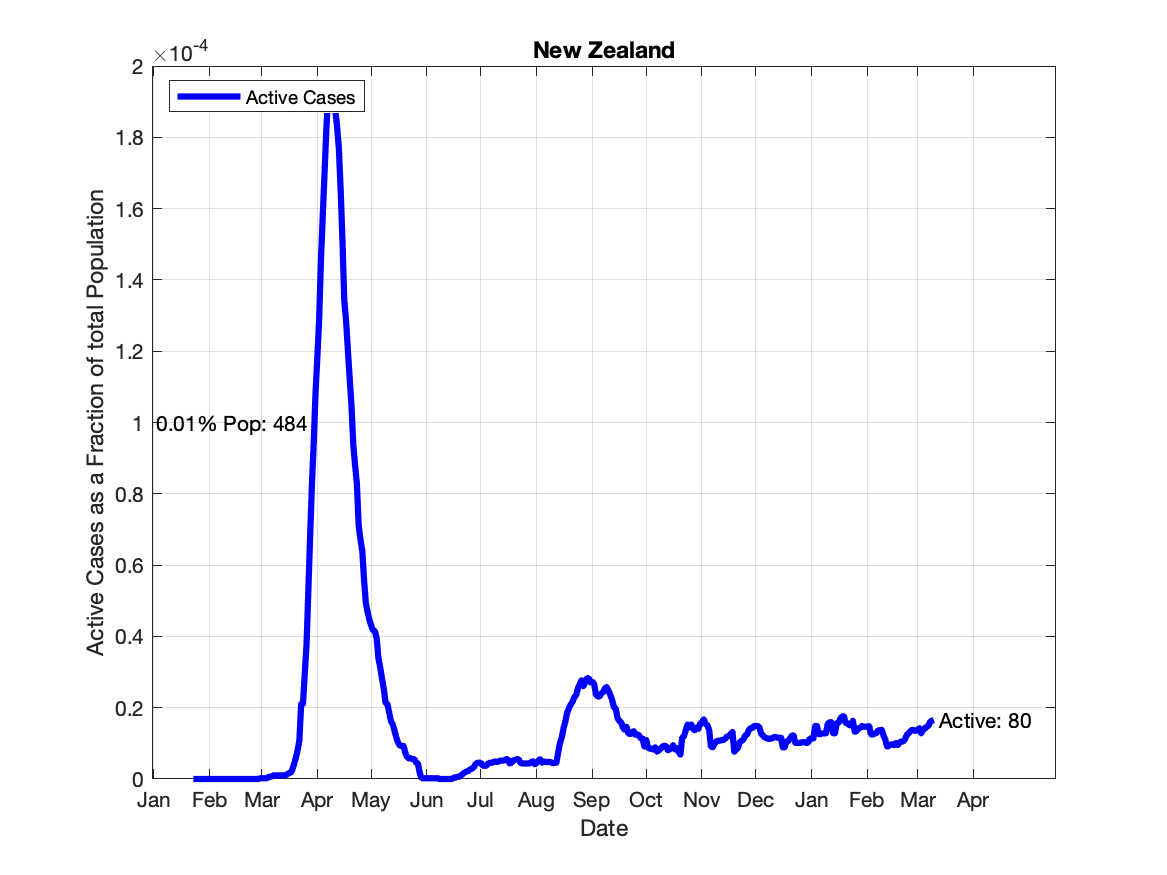 New Zealand
×10-4
2
Active Cases
1.8
1.6
1.4
1.2
1
0.01% Pop: 484
0.8
0.6
0.4
0.2
Active: 80
0
Jan Feb Mar Apr May Jun Jul Aug Sep Oct Nov Dec Jan Feb Mar Apr
Date
Active Cases as a Fraction of total Population